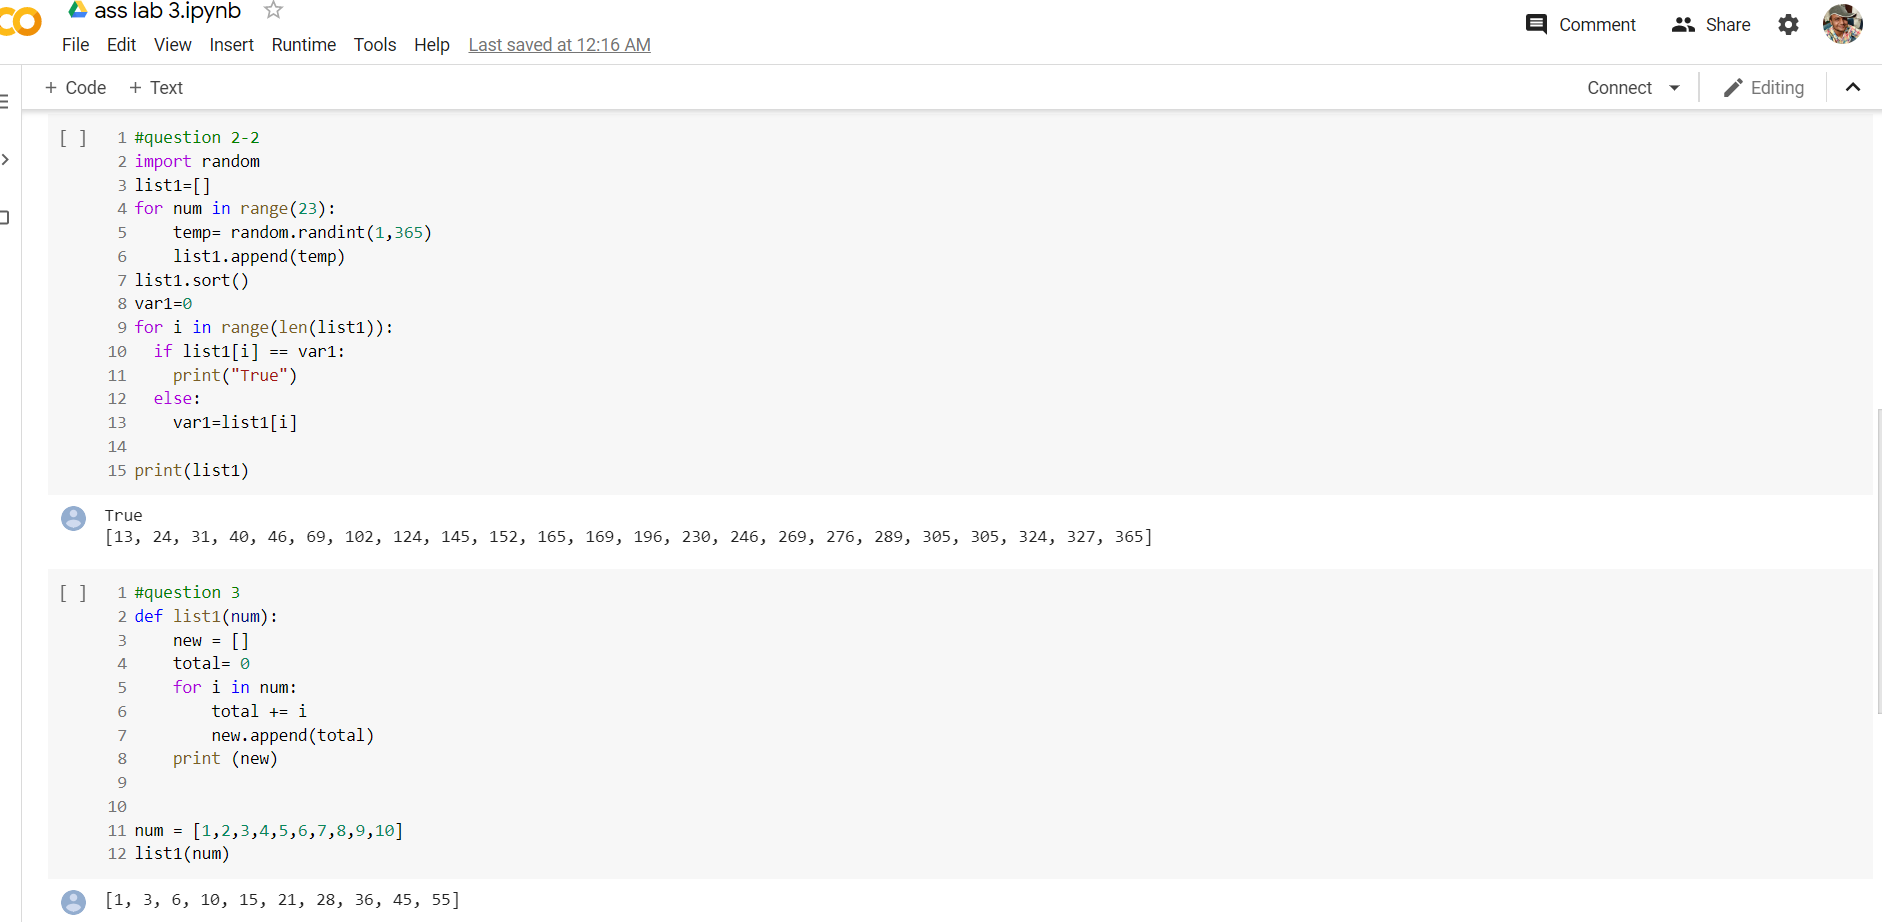 CO
ass lab 3.ipynb
File Edit View Insert Runtime Tools Help Last saved at 12:16 AM
Comment Share
+ Code + Text
Connect Editing
[ ] 1 #question 2-2
2 import random
3 list1=[]
4 for num in range(23):
5     temp= random.randint(1,365)
6     list1.append(temp)
7 list1.sort()
8 var1=0
9 for i in range(len(list1)):
10   if list1[i] == var1:
11     print("True")
12   else:
13     var1=list1[i]
14
15 print(list1)
True
[13, 24, 31, 40, 46, 69, 102, 124, 145, 152, 165, 169, 196, 230, 246, 269, 276, 289, 305, 305, 324, 327, 365]
[ ] 1 #question 3
2 def list1(num):
3     new = []
4     total= 0
5     for i in num:
6         total += i
7         new.append(total)
8     print (new)
9
10
11 num = [1,2,3,4,5,6,7,8,9,10]
12 list1(num)
[1, 3, 6, 10, 15, 21, 28, 36, 45, 55]